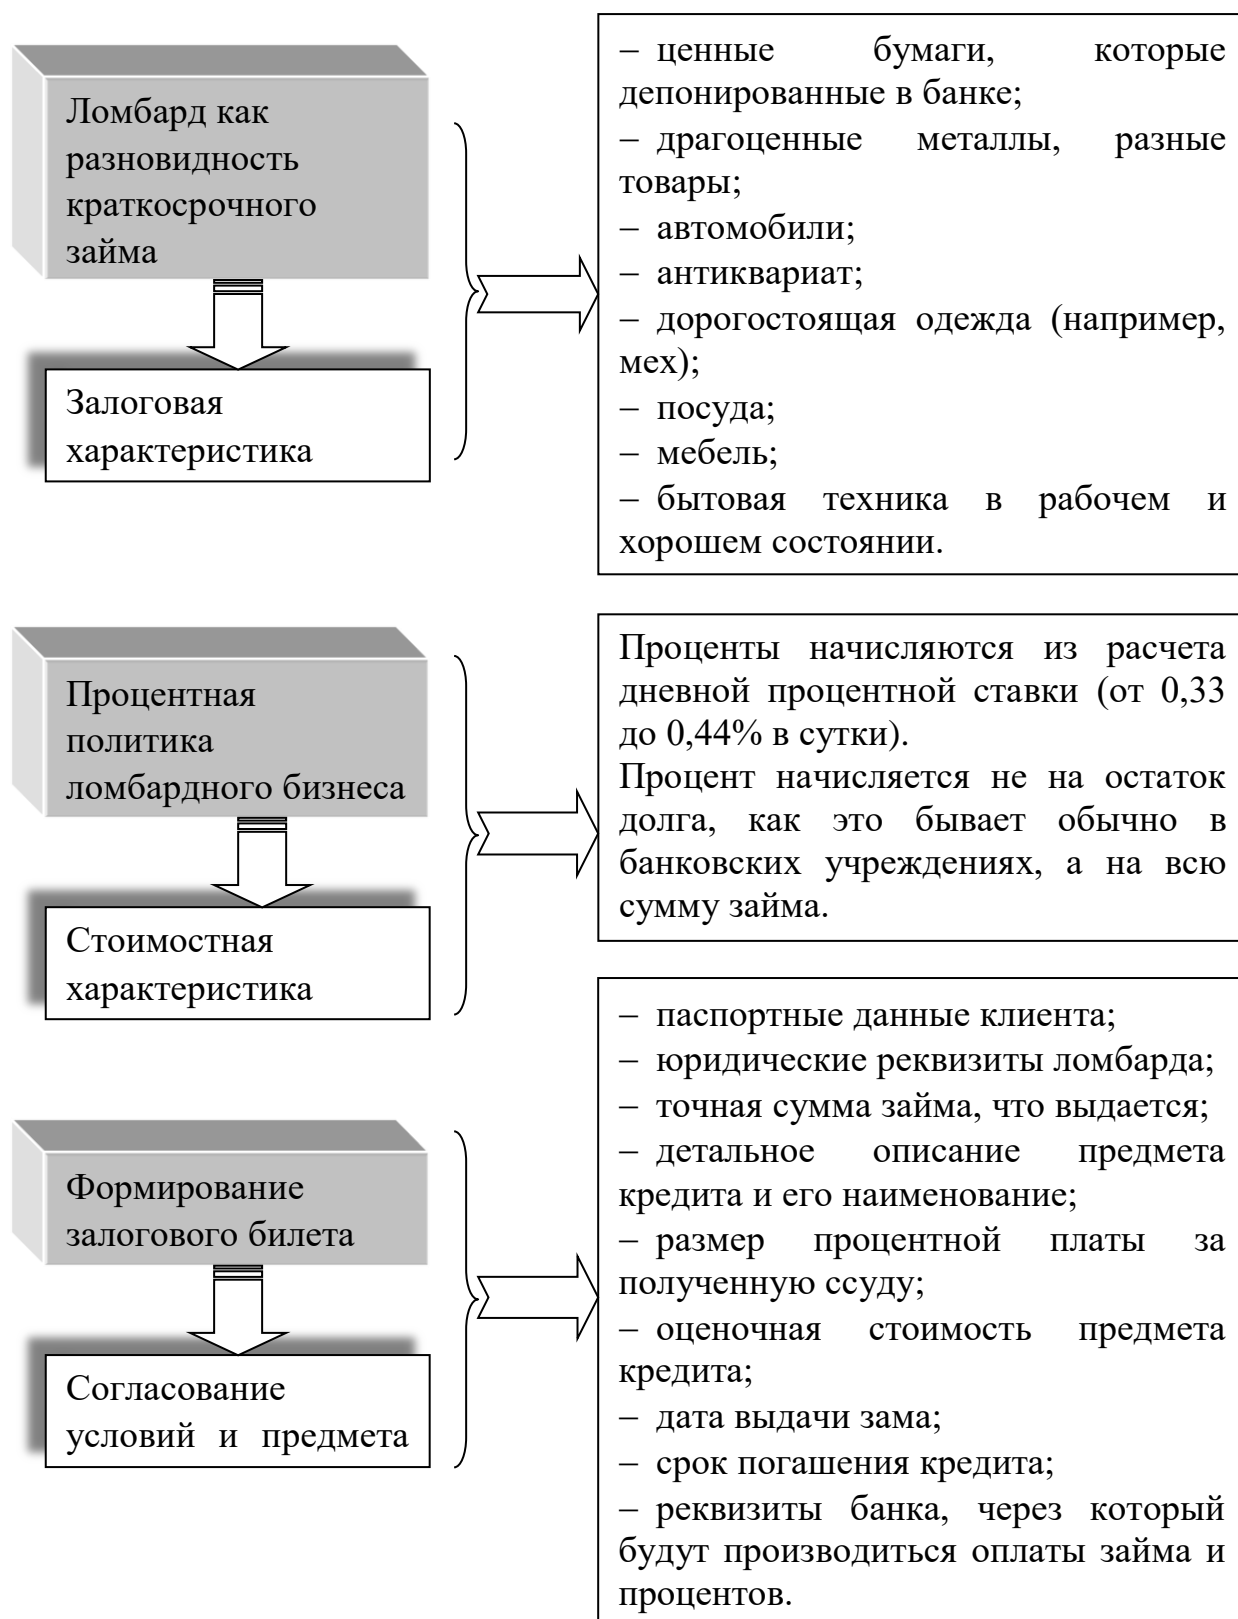 Ломбард как
разновидность
краткосрочного
займа
Залоговая
характеристика
– ценные бумаги, которые
депонированные в банке;
– драгоценные металлы, разные
товары;
– автомобили;
– антиквариат;
– дорогостоящая одежда (например,
мех);
– посуда;
– мебель;
– бытовая техника в рабочем и
хорошем состоянии.
Процентная
политика
ломбардного бизнеса
Стоимостная
характеристика
Проценты начисляются из расчета
дневной процентной ставки (от 0,33
до 0,44% в сутки).
Процент начисляется не на остаток
долга, как это бывает обычно в
банковских учреждениях, а на всю
сумму займа.
Формирование
залогового билета
Согласование
условий и предмета
– паспортные данные клиента;
– юридические реквизиты ломбарда;
– точная сумма займа, что выдается;
– детальное описание предмета
кредита и его наименование;
– размер процентной платы за
полученную ссуду;
– оценочная стоимость предмета
кредита;
– дата выдачи зама;
– срок погашения кредита;
– реквизиты банка, через который
будут производиться оплаты займа и
процентов.